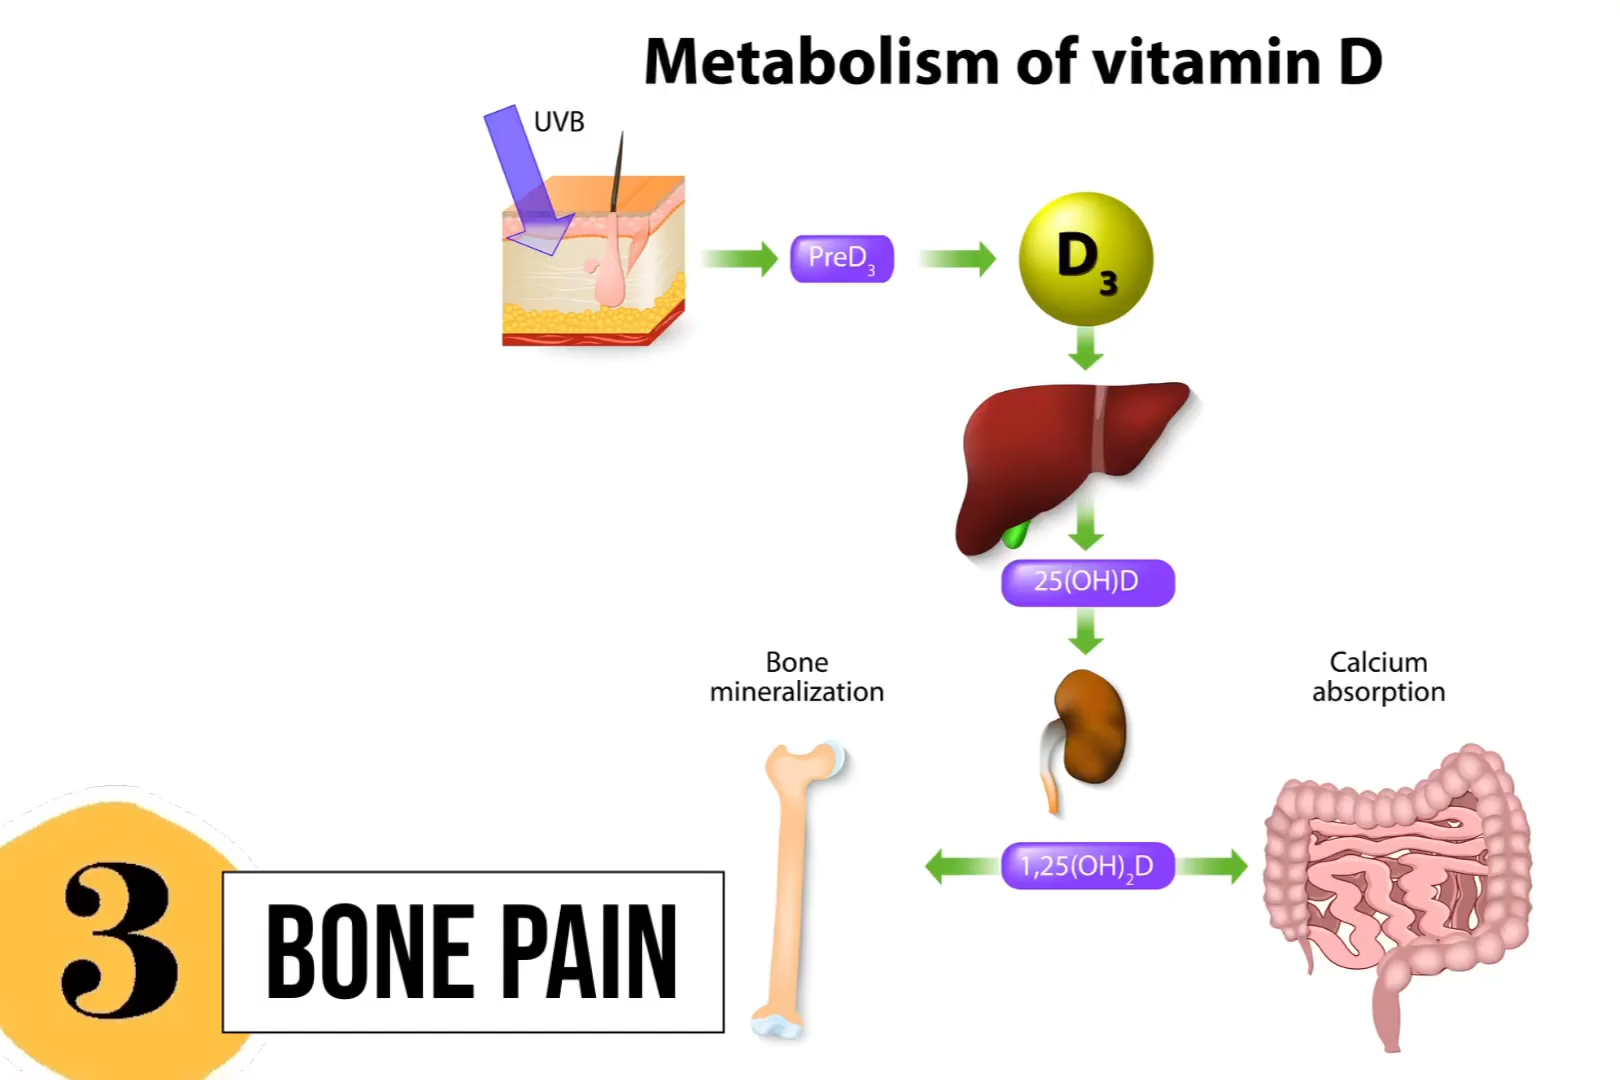 Metabolism of vitamin D
UVB
PreD₃
D₃
25(OH)D
Bone
mineralization
Calcium
absorption
1,25(OH)₂D
3
BONE PAIN